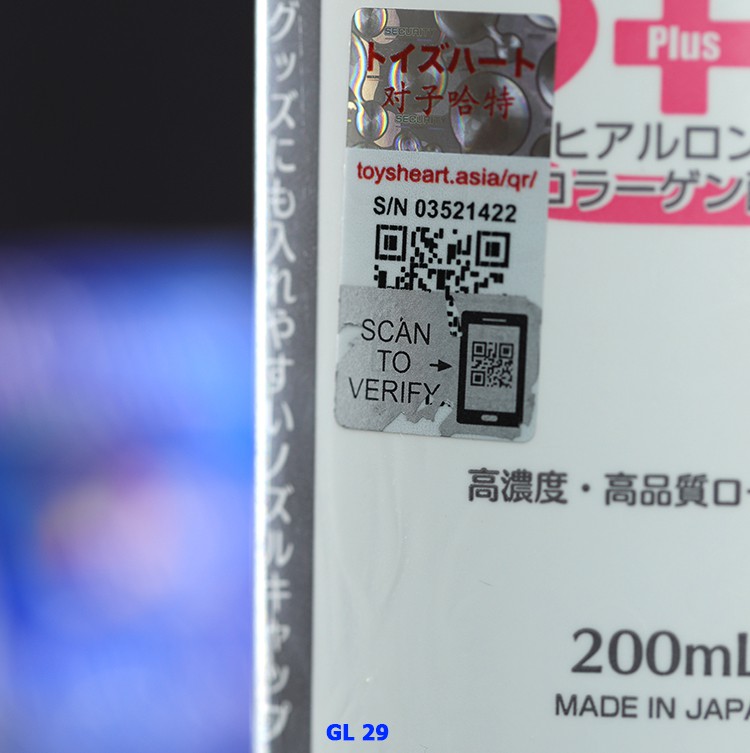 グッズにも入れやすいノズルキャップ
SECURITY
トイズハート
对子哈特
toysheart.asia/qr/
S/N 03521422
SCAN
TO
VERIFY
Plus
ヒアルロン
コラーゲン
高濃度・高品質ロ
200mL
MADE IN JAPA
GL 29